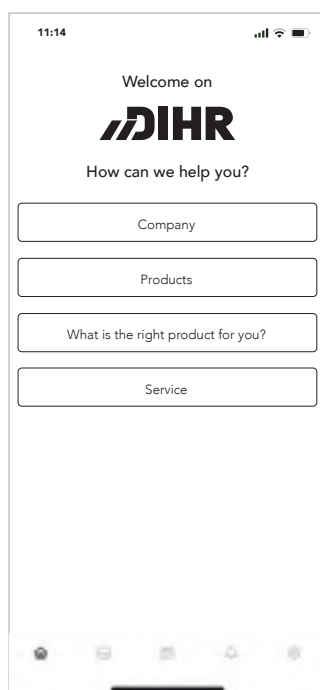 11:14
Welcome on
DIHR
How can we help you?
Company
Products
What is the right product for you?
Service